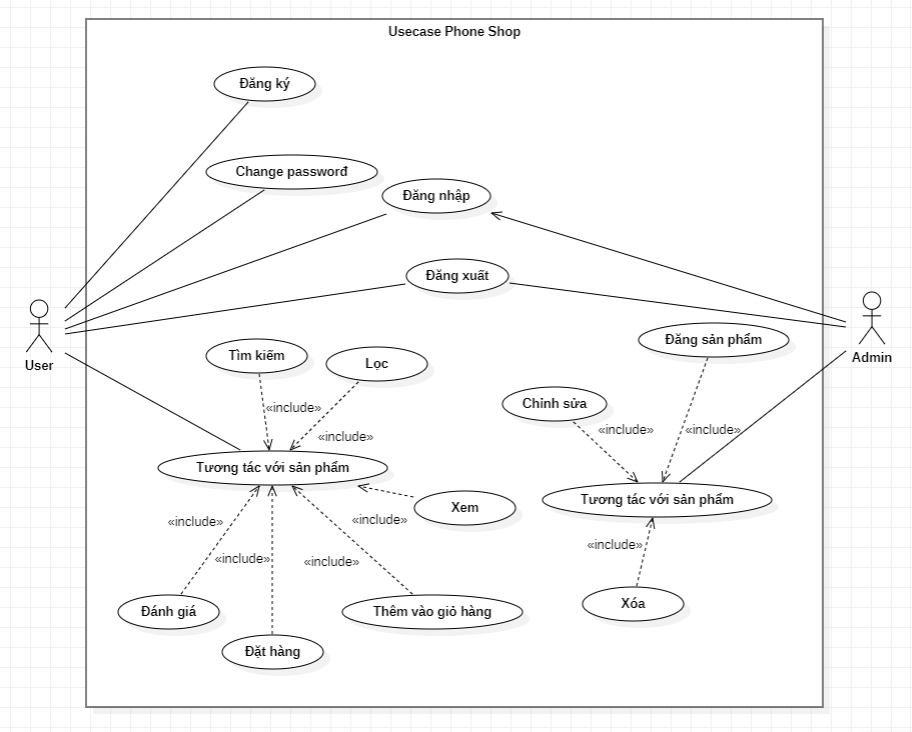 Usecase Phone Shop
Đăng ký
Change passworđ
Đăng nhập
Đăng xuất
User
Admin
Đăng sản phẩm
Tìm kiếm
Lọc
Chỉnh sửa
«include»
«include»
«include»
«include»
Tương tác với sản phẩm
Tương tác với sản phẩm
Xem
«include»
«include»
«include»
«include»
«include»
Đánh giá
Thêm vào giỏ hàng
Xóa
Đặt hàng